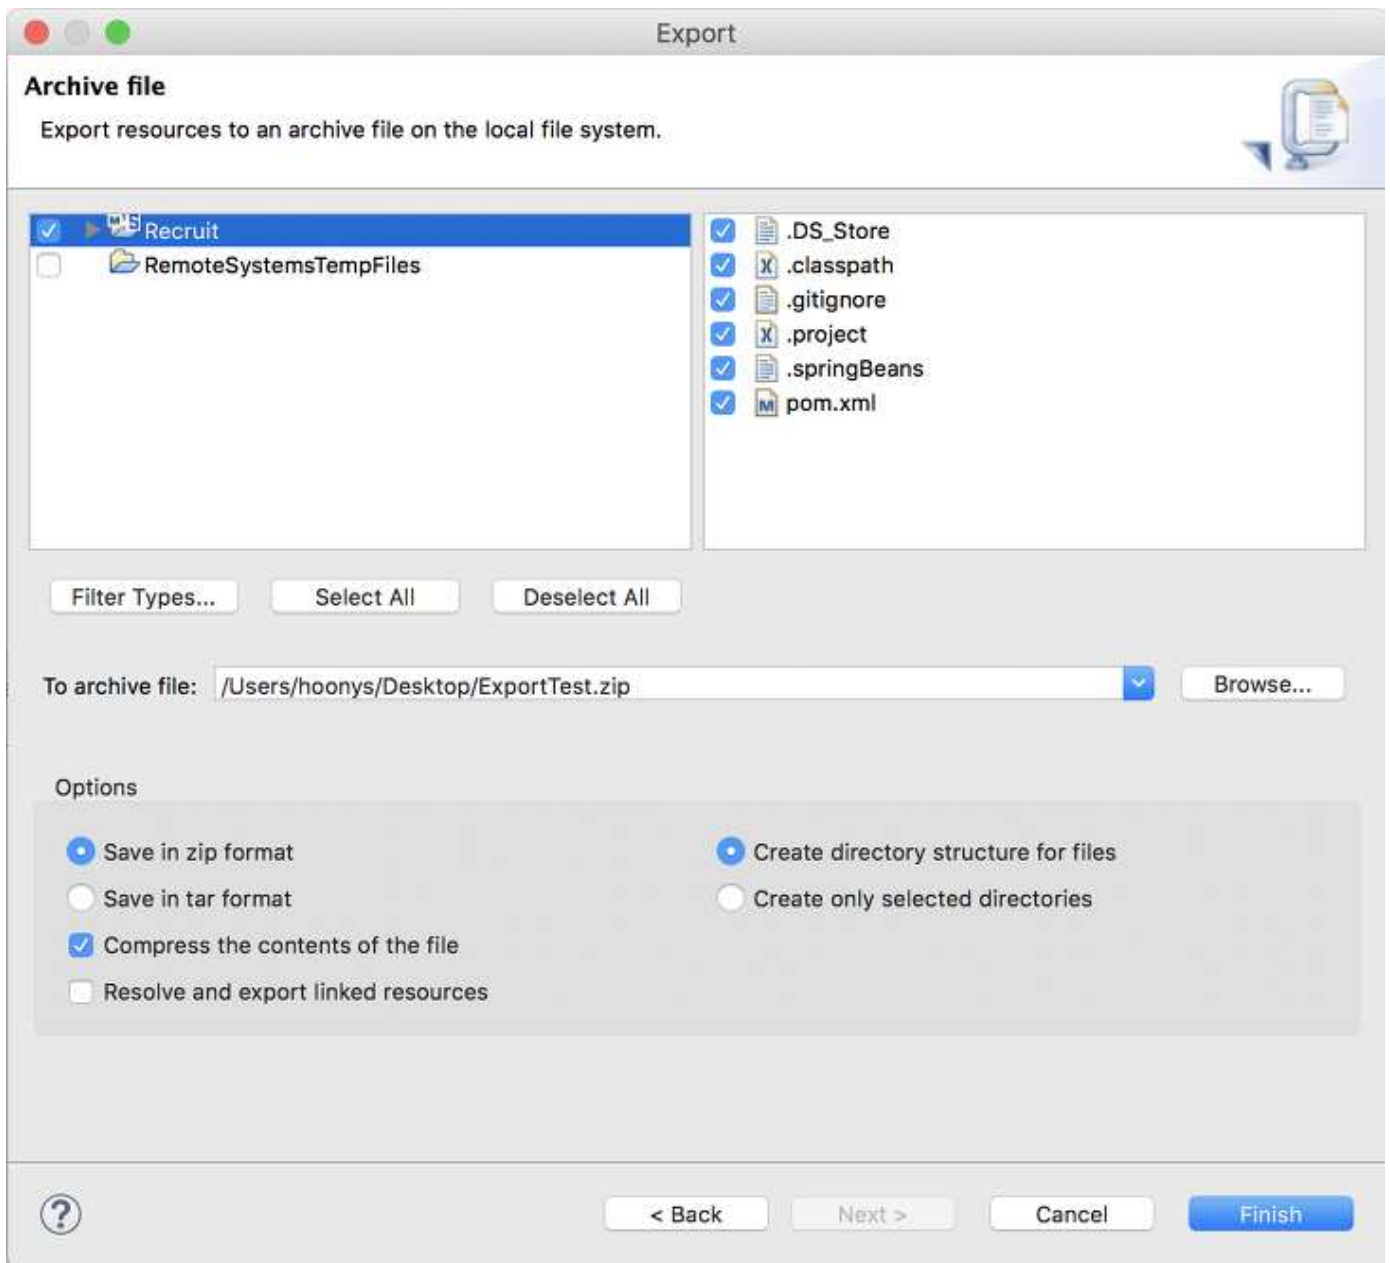 Export
Archive file
Export resources to an archive file on the local file system.
Recruit
RemoteSystemsTempFiles
.DS_Store
.classpath
.gitignore
.project
.springBeans
pom.xml
Filter Types...
Select All
Deselect All
To archive file:
/Users/hoonys/Desktop/ExportTest.zip
Browse...
Options
Save in zip format
Save in tar format
Compress the contents of the file
Resolve and export linked resources
Create directory structure for files
Create only selected directories
?
< Back
Next >
Cancel
Finish